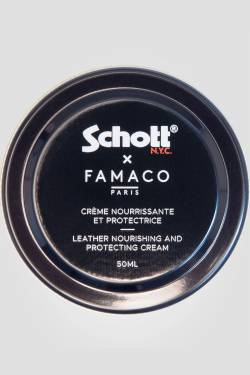 Schott®
N.Y.C.
×
FAMACO
PARIS
CRÈME NOURRISSANTE
ET PROTECTRICE
LEATHER NOURISHING AND
PROTECTING CREAM
50ML